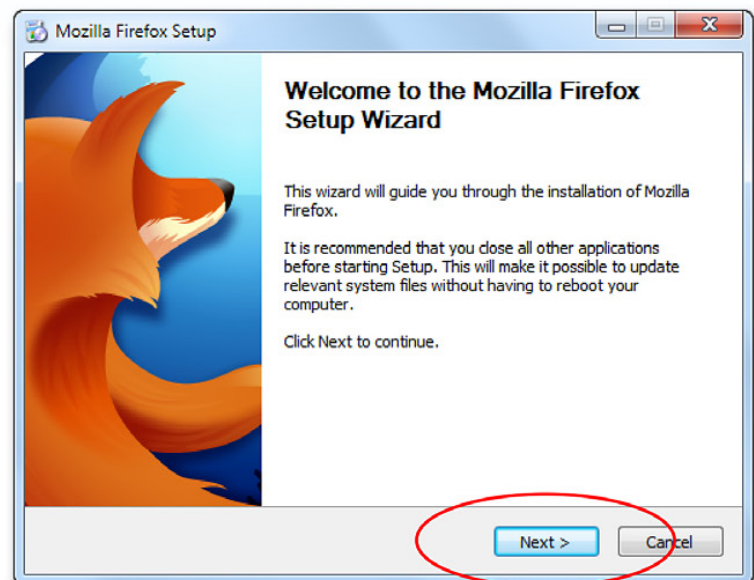 Mozilla Firefox Setup
Welcome to the Mozilla Firefox
Setup Wizard
This wizard will guide you through the installation of Mozilla
Firefox.
It is recommended that you close all other applications
before starting Setup. This will make it possible to update
relevant system files without having to reboot your
computer.
Click Next to continue.
Next > Cancel